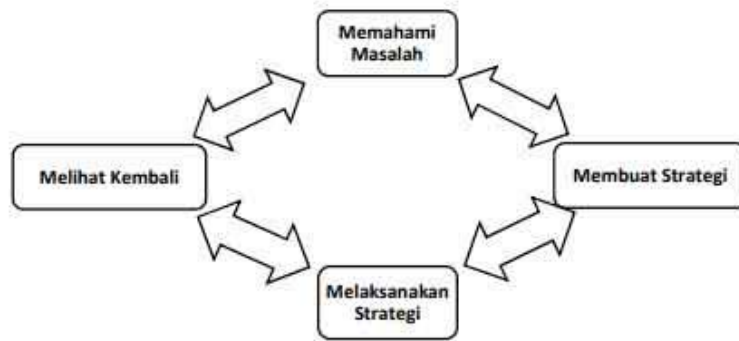 Memahami
Masalah
Melihat Kembali
Membuat Strategi
Melaksanakan
Strategi